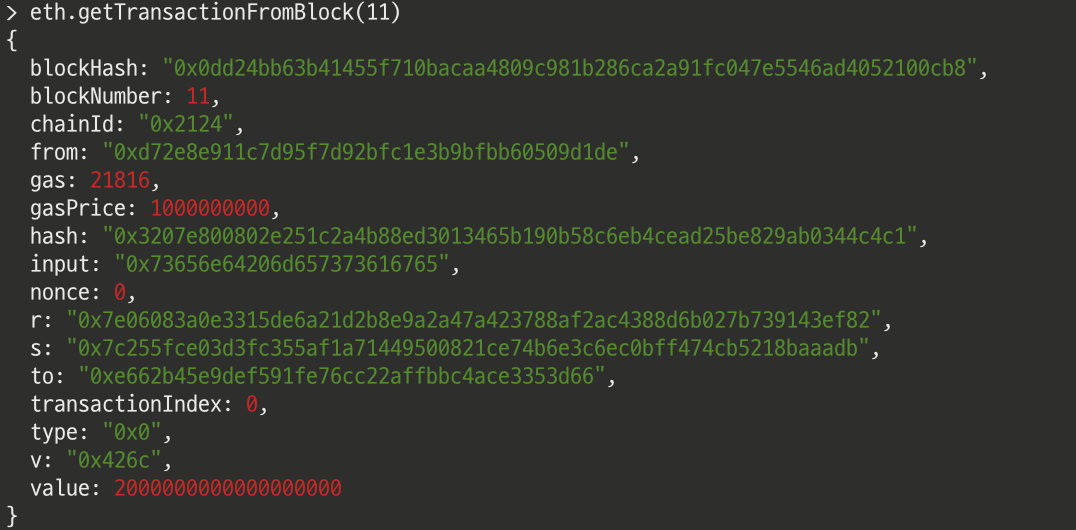 > eth.getTransactionFromBlock(11)
{
blockHash: "0x0dd24bb63b41455f710bacaa4809c981b286ca2a91fc047e5546ad4052100cb8",
blockNumber: 11,
chainId: "0x2124",
from: "0xd72e8e911c7d95f7d92bfc1e3b9bfbb60509d1de",
gas: 21816,
gasPrice: 1000000000,
hash: "0x3207e800802e251c2a4b88ed3013465b190b58c6eb4cead25be829ab0344c4c1",
input: "0x73656e64206d657373616765",
nonce: 0,
r: "0x7e06083a0e3315de6a21d2b8e9a2a47a423788af2ac4388d6b027b739143ef82",
s: "0x7c255fce03d3fc355af1a71449500821ce74b6e3c6ec0bff474cb5218baaadb",
to: "0xe662b45e9def591fe76cc22affbbc4ace3353d66",
transactionIndex: 0,
type: "0x0",
v: "0x426c",
value: 2000000000000000000
}